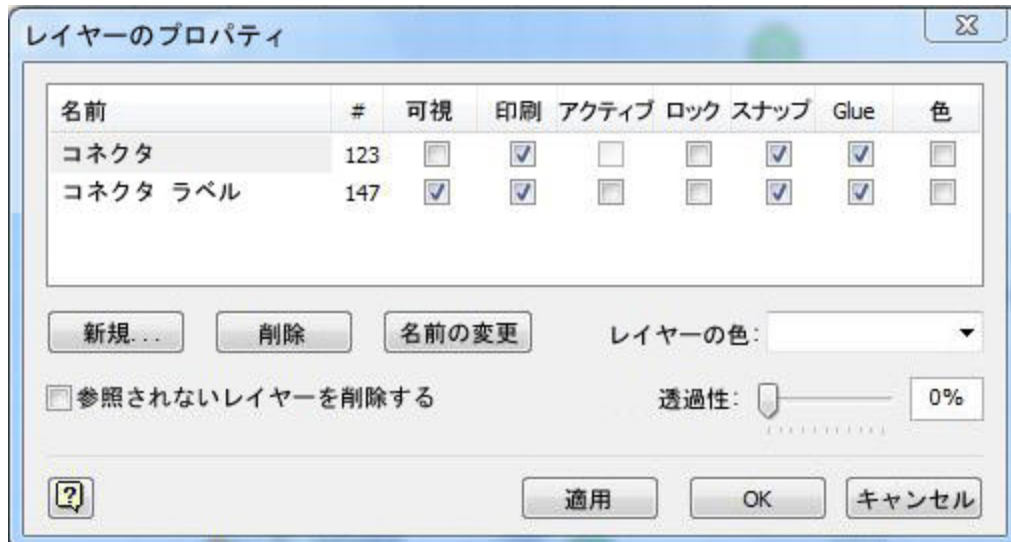 レイヤーのプロパティ
名前 # 可視 印刷 アクティブ ロック スナップ Glue 色
コネクタ 123
コネクタ ラベル 147
新規... 削除 名前の変更 レイヤーの色:
参照されないレイヤーを削除する 透過性: 0%
適用 OK キャンセル